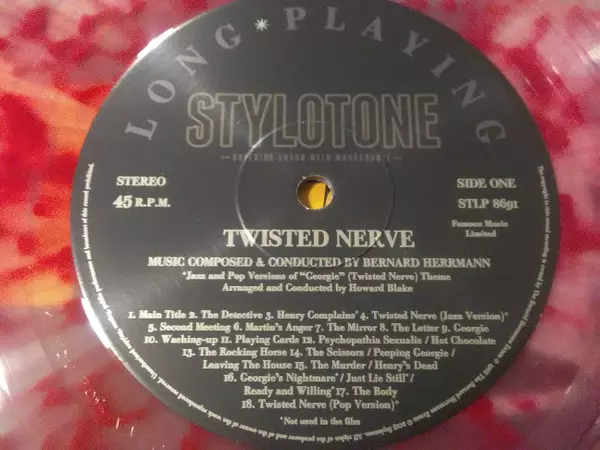 LONG * PLAYING
STYLOTONE
STEREO
45 R.P.M.
SIDE ONE
STLP 8691
Famous Music
Limited
TWISTED NERVE
MUSIC COMPOSED & CONDUCTED BY BERNARD HERRMANN
*Jazz and Pop Versions of "Georgie" (Twisted Nerve) Theme
Arranged and Conducted by Howard Blake
1. Main Title 2. The Detective 3. Henry Complains* 4. Twisted Nerve (Jazz Version)*
5. Second Meeting 6. Martin's Anger 7. The Mirror 8. The Letter 9. Georgie
10. Washing-up 11. Playing Cards 12. Psychopathia Sexualis / Hot Chocolate
13. The Rocking Horse 14. The Scissors / Peeping Georgie /
Leaving The House 15. The Murder / Henry's Dead
16. Georgie's Nightmare* / Just Lie Still* /
Ready and Willing* 17. The Body
18. Twisted Nerve (Pop Version)*
*Not used in the film